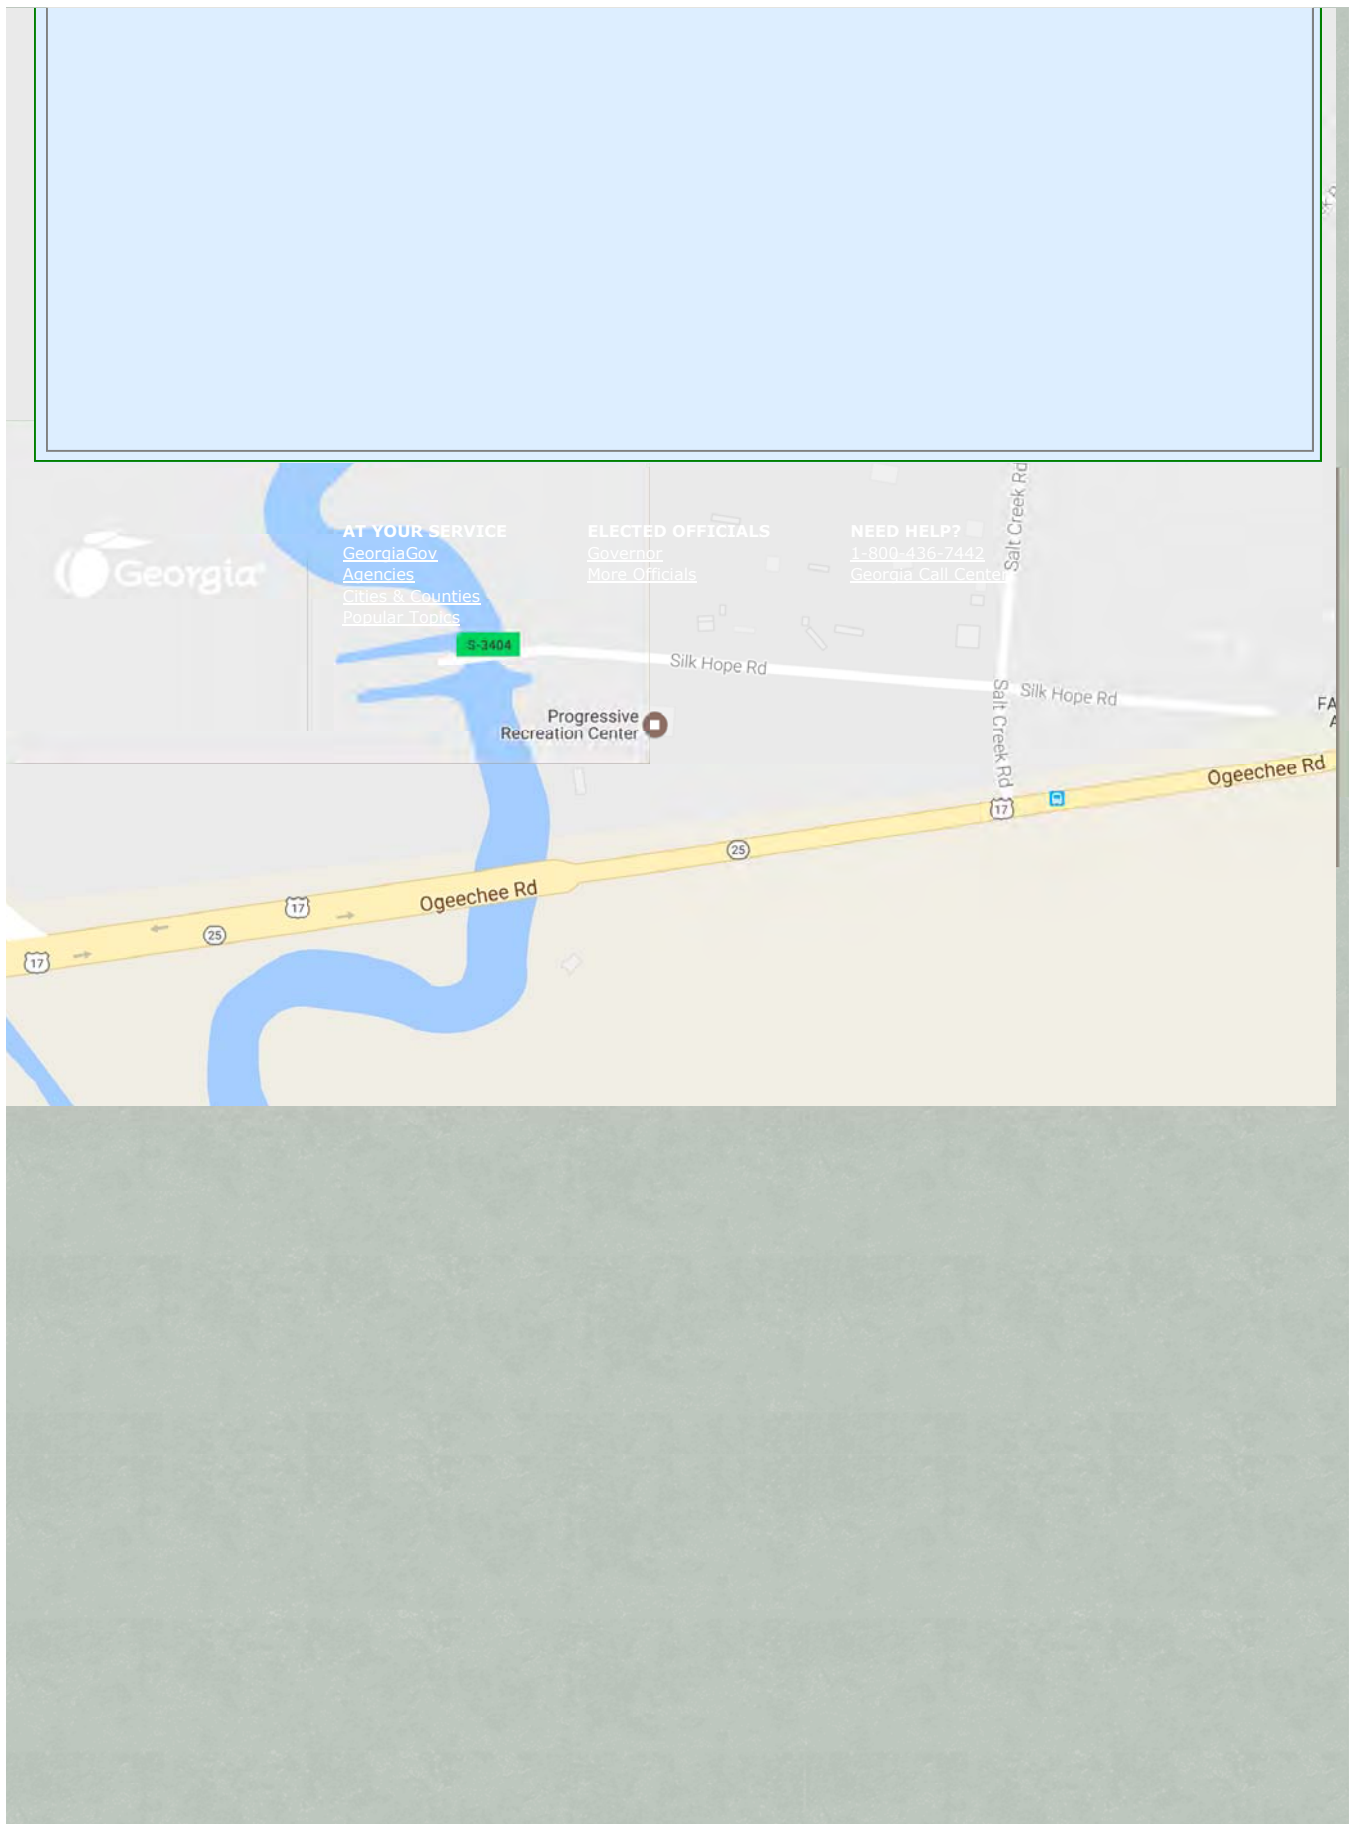 Salt Creek Rd
AT YOUR SERVICE
GeorgiaGov
Agencies
Cities & Counties
Popular Topics
ELECTED OFFICIALS
Governor
More Officials
NEED HELP?
1-800-436-7442
Georgia Call Center
Georgia®
S-3404
Silk Hope Rd
Salt Creek Rd
Silk Hope Rd
FA
A
Progressive
Recreation Center
Ogeechee Rd
17
25
Ogeechee Rd
17
25
17